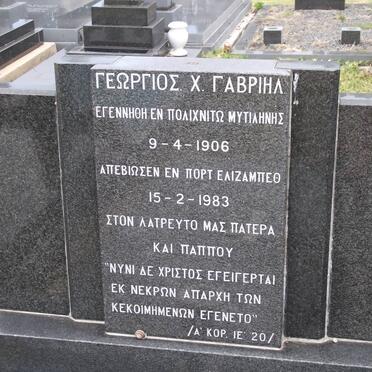 ΓΕΩΡΓΙΟΣ Χ. ΓΑΒΡΙΗΛ
ΕΓΕΝΝΗΘΗ ΕΝ ΠΟΛΙΧΝΙΤΩ ΜΥΤΙΛΗΝΗΣ
9-4-1906
ΑΠΕΒΙΩΣΕΝ ΕΝ ΠΟΡΤ ΕΛΙΖΑΜΠΕΘ
15-2-1983
ΣΤΟΝ ΛΑΤΡΕΥΤΟ ΜΑΣ ΠΑΤΕΡΑ
ΚΑΙ ΠΑΠΠΟΥ
"ΝΥΝΙ ΔΕ ΧΡΙΣΤΟΣ ΕΓΕΙΓΕΡΤΑΙ
ΕΚ ΝΕΚΡΩΝ ΑΠΑΡΧΗ ΤΩΝ
ΚΕΚΟΙΜΗΜΕΝΩΝ ΕΓΕΝΕΤΟ"
/Α' ΚΟΡ. ΙΕ' 20/